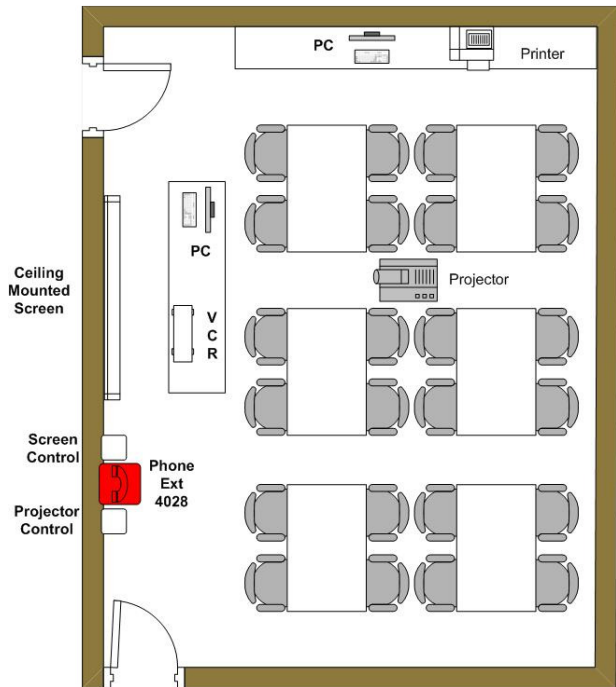 PC
Printer
PC
Projector
Ceiling
Mounted
Screen
V
C
R
Screen
Control
Phone
Ext
4028
Projector
Control